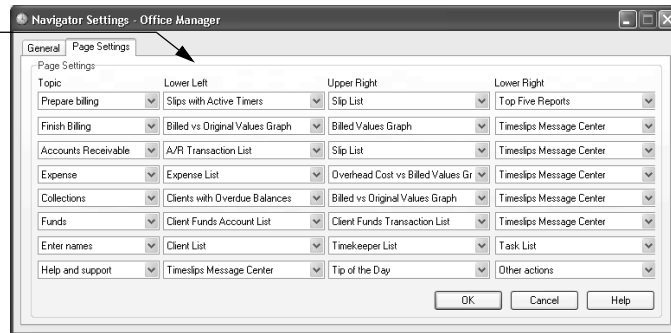 Navigator Settings - Office Manager
General Page Settings
Page Settings
Topic Lower Left Upper Right Lower Right
Prepare billing Slips with Active Timers Slip List Top Five Reports
Finish Billing Billed vs Original Values Graph Billed Values Graph Timeslips Message Center
Accounts Receivable A/R Transaction List Slip List Timeslips Message Center
Expense Expense List Overhead Cost vs Billed Values Gr Timeslips Message Center
Collections Clients with Overdue Balances Billed vs Original Values Graph Timeslips Message Center
Funds Client Funds Account List Client Funds Transaction List Timeslips Message Center
Enter names Client List Timekeeper List Task List
Help and support Timeslips Message Center Tip of the Day Other actions
OK Cancel Help